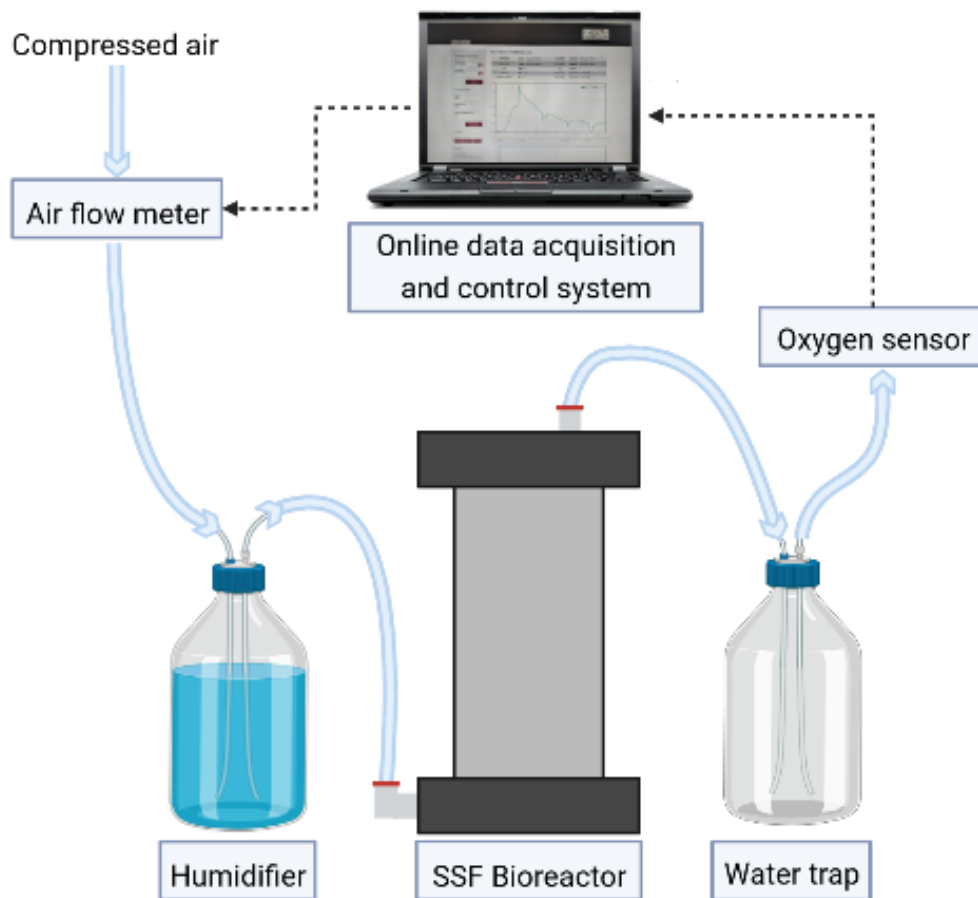 Compressed air
Air flow meter
Online data acquisition
and control system
Oxygen sensor
Humidifier
SSF Bioreactor
Water trap